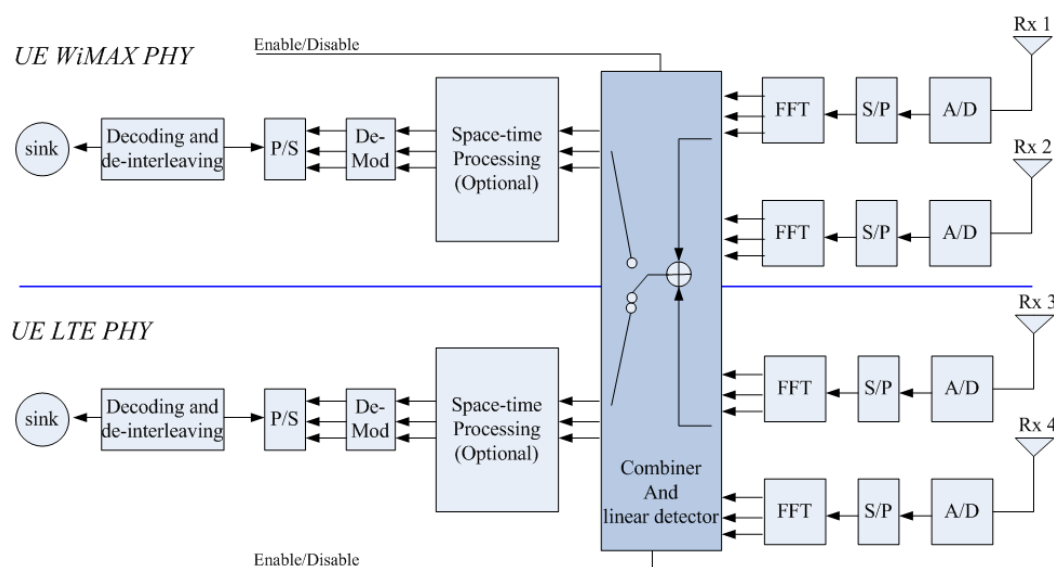 Rx 1
Enable/Disable
UE WiMAX PHY
FFT
S/P
A/D
sink
Decoding and
de-interleaving
P/S
De-
Mod
Space-time
Processing
(Optional)
Rx 2
FFT
S/P
A/D
Rx 3
UE LTE PHY
FFT
S/P
A/D
sink
Decoding and
de-interleaving
P/S
De-
Mod
Space-time
Processing
(Optional)
Rx 4
Combiner
And
linear detector
FFT
S/P
A/D
Enable/Disable